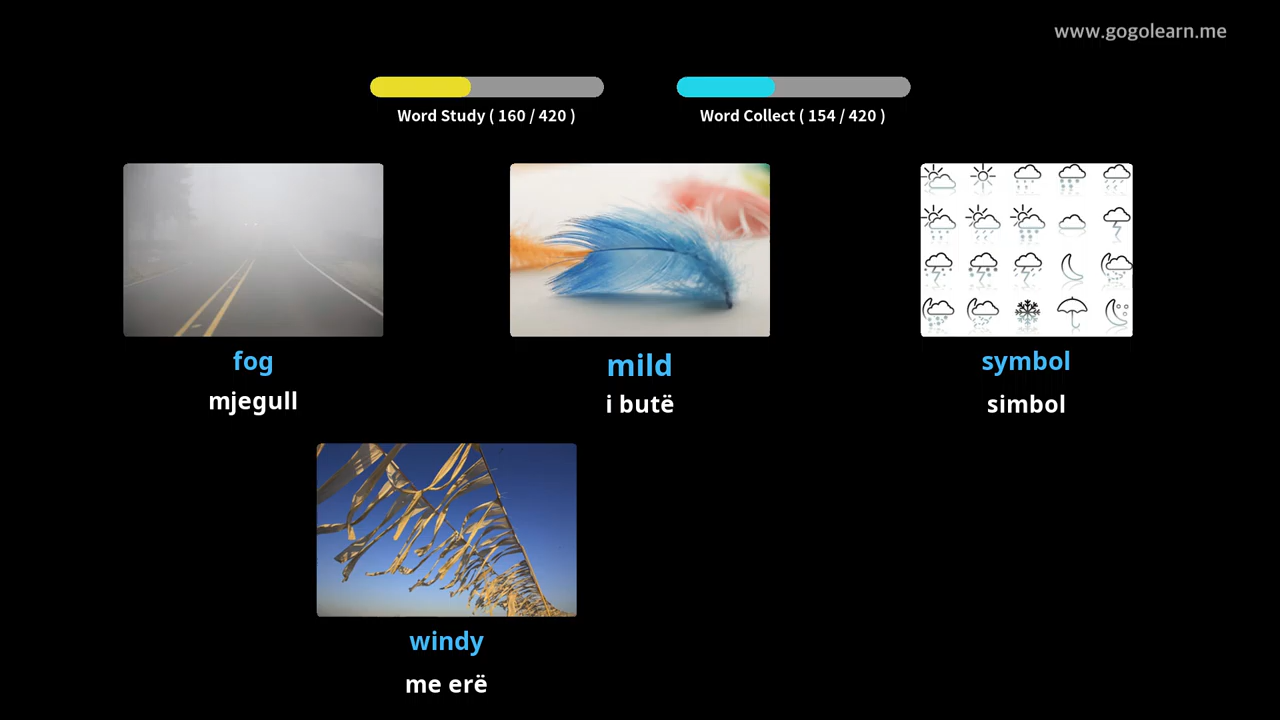 www.gogolearn.me
Word Study ( 160 / 420 )
Word Collect ( 154 / 420 )
fog
mjegull
mild
i butë
symbol
simbol
windy
me erë